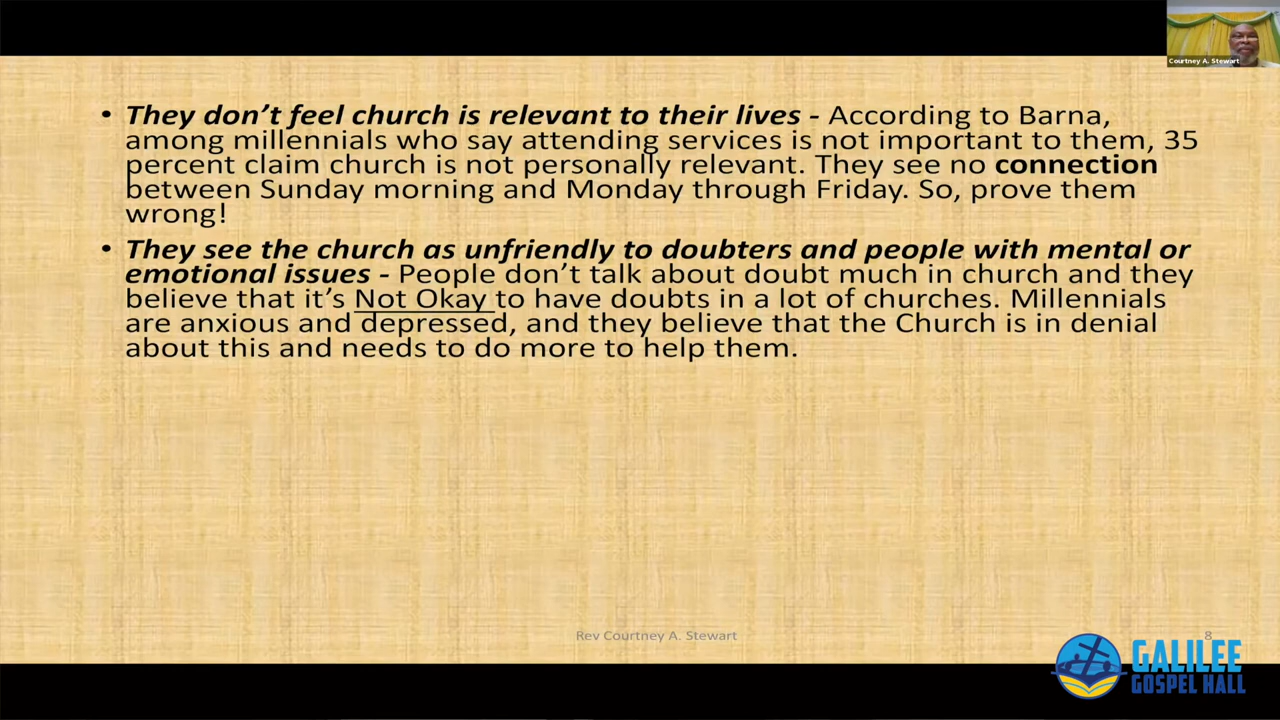 Courtney A. Stewart
• They don’t feel church is relevant to their lives - According to Barna,
among millennials who say attending services is not important to them, 35
percent claim church is not personally relevant. They see no connection
between Sunday morning and Monday through Friday. So, prove them
wrong!
• They see the church as unfriendly to doubters and people with mental or
emotional issues - People don’t talk about doubt much in church and they
believe that it’s Not Okay to have doubts in a lot of churches. Millennials
are anxious and depressed, and they believe that the Church is in denial
about this and needs to do more to help them.
Rev Courtney A. Stewart
8
GALILEE
GOSPEL HALL